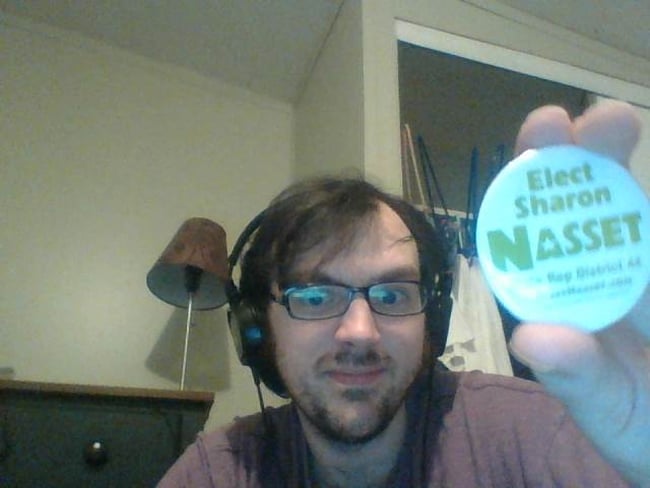 Elect
Sharon
NASSET
Rep District 44